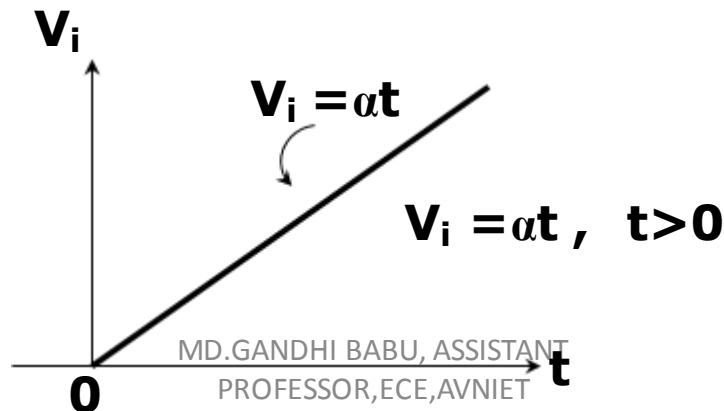 Vᵢ
Vᵢ =αt
Vᵢ =αt , t>0
MD.GANDHI BABU, ASSISTANT
t
PROFESSOR,ECE,AVNIET
0